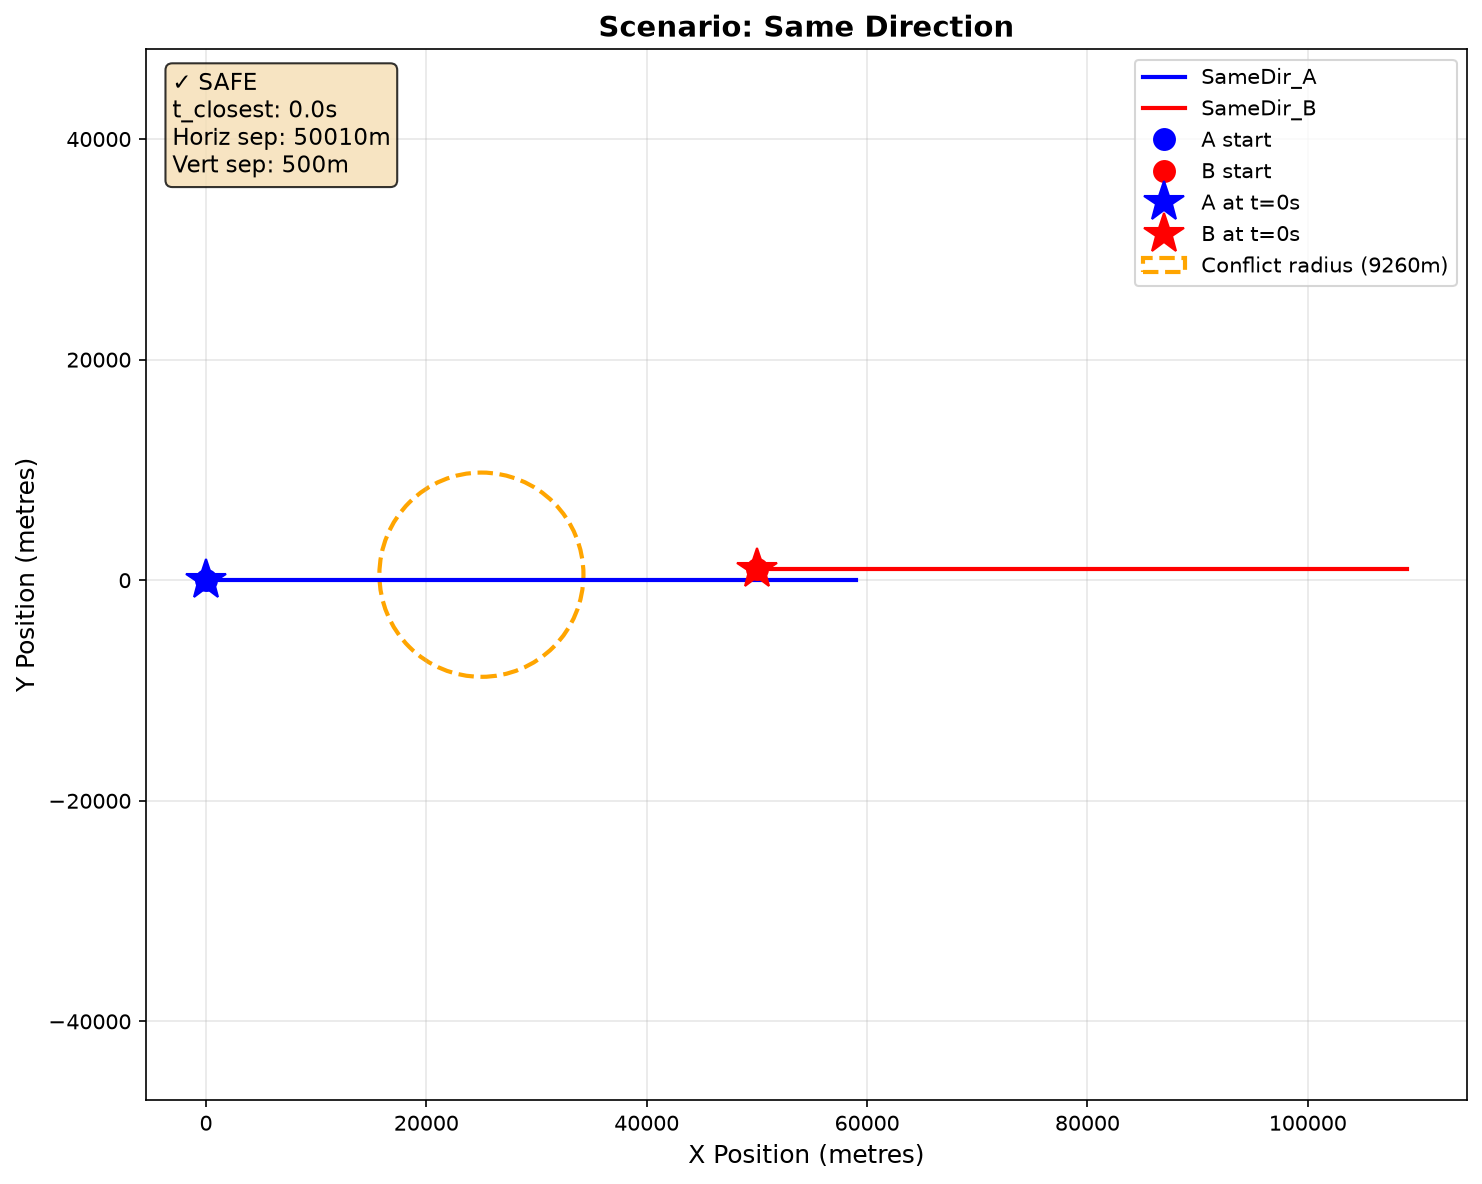 Scenario: Same Direction
✓ SAFE
t_closest: 0.0s
Horiz sep: 50010m
Vert sep: 500m
SameDir_A
SameDir_B
A start
B start
A at t=0s
B at t=0s
Conflict radius (9260m)
Y Position (metres)
40000
20000
0
−20000
−40000
0 20000 40000 60000 80000 100000
X Position (metres)